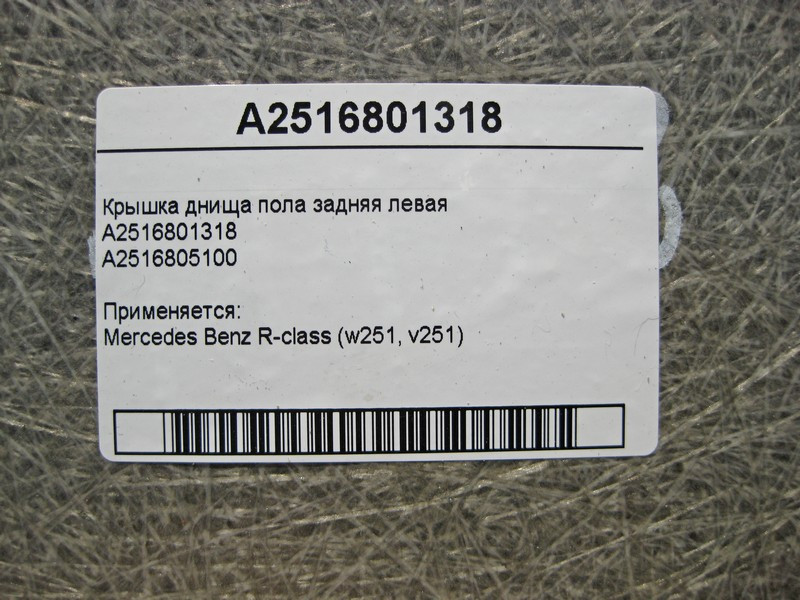 A2516801318
Крышка днища пола задняя левая
A2516801318
A2516805100
Применяется:
Mercedes Benz R-class (w251, v251)